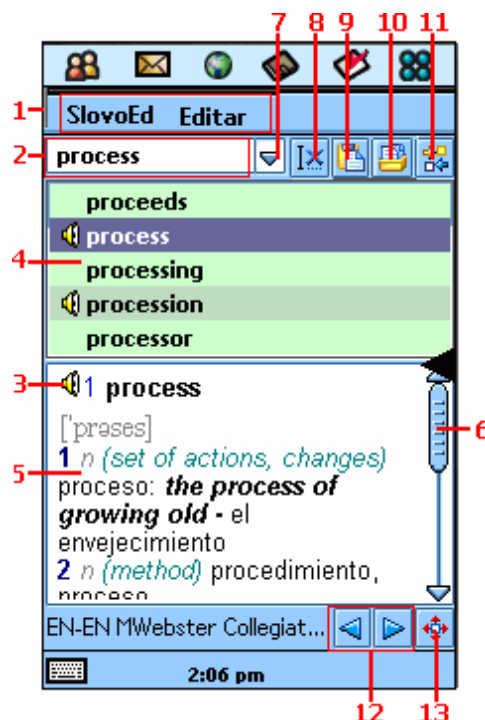 7 8 9 10 11
1 SlovoEd Editar
2 process
proceeds
process
4 processing
procession
processor
3 1 process
['prəses]
6
1 n (set of actions, changes)
5 proceso: the process of
growing old - el
envejecimiento
2 n (method) procedimiento,
proceso
EN-EN MWebster Collegiat...
2:06 pm
12 13